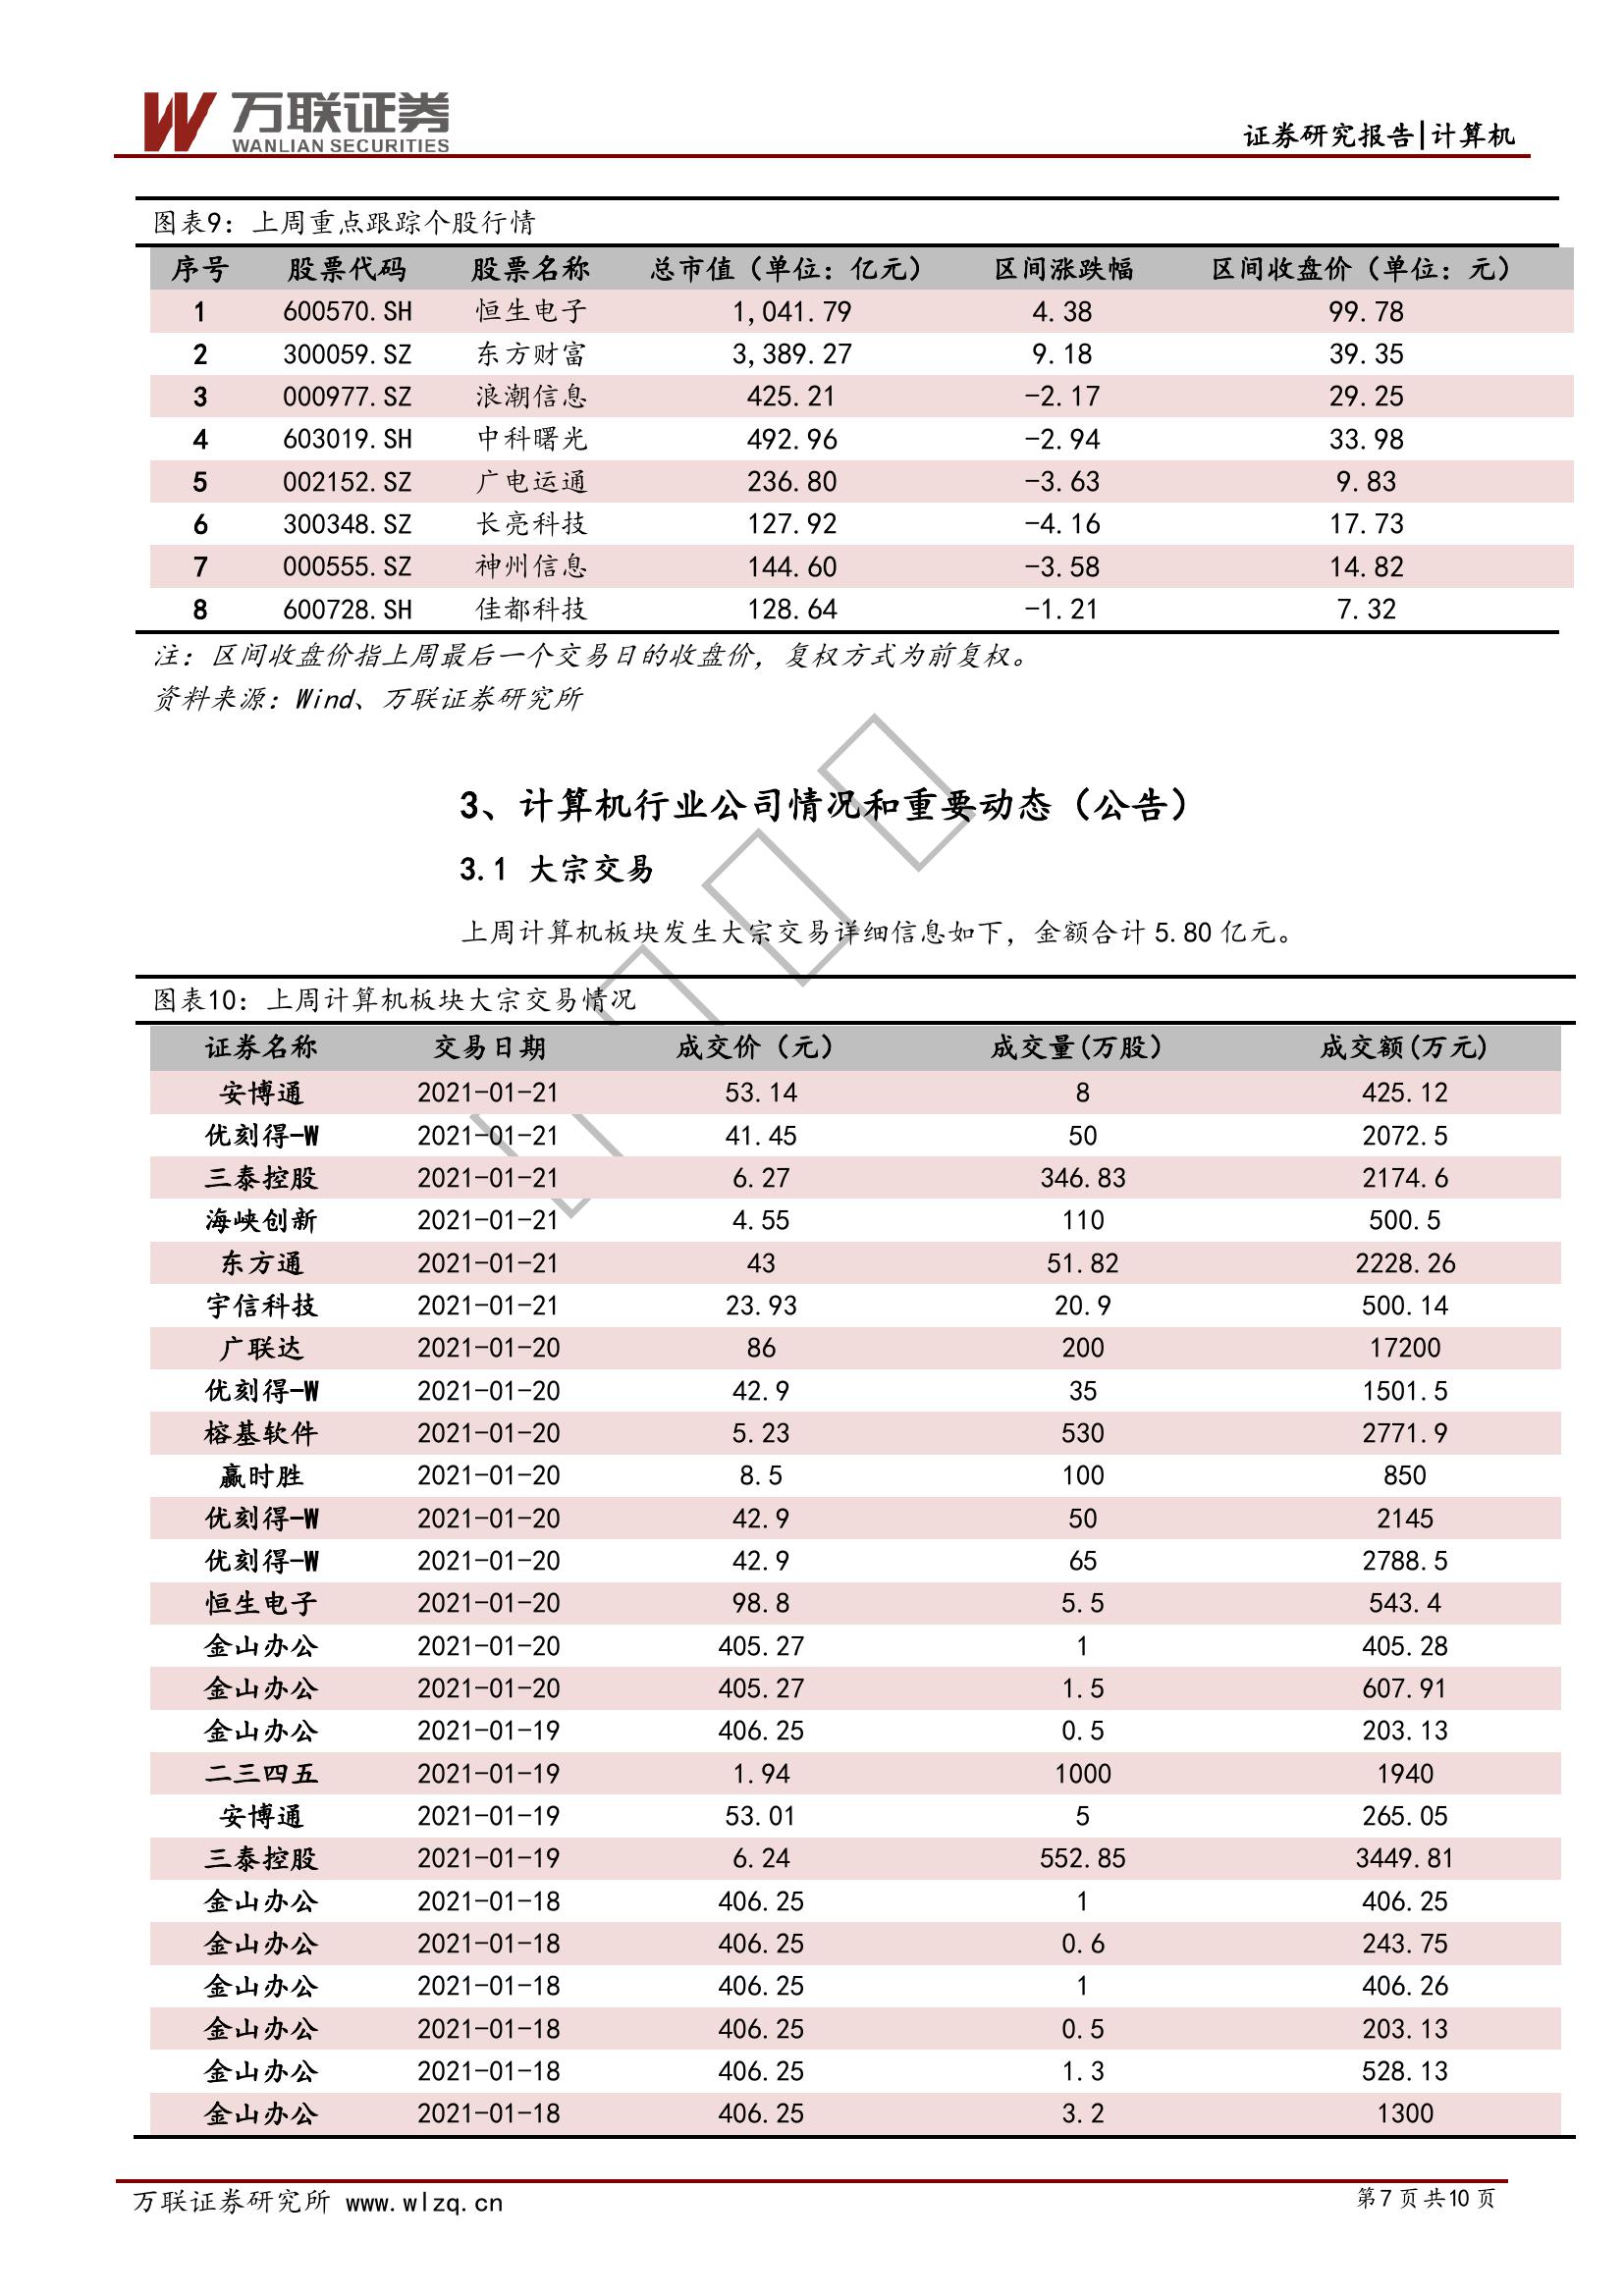 万联证券
WANLIAN SECURITIES
证券研究报告|计算机
图表9：上周重点跟踪个股行情
序号 股票代码 股票名称 总市值（单位：亿元） 区间涨跌幅 区间收盘价（单位：元）
1 600570.SH 恒生电子 1,041.79 4.38 99.78
2 300059.SZ 东方财富 3,389.27 9.18 39.35
3 000977.SZ 浪潮信息 425.21 -2.17 29.25
4 603019.SH 中科曙光 492.96 -2.94 33.98
5 002152.SZ 广电运通 236.80 -3.63 9.83
6 300348.SZ 长亮科技 127.92 -4.16 17.73
7 000555.SZ 神州信息 144.60 -3.58 14.82
8 600728.SH 佳都科技 128.64 -1.21 7.32
注：区间收盘价指上周最后一个交易日的收盘价，复权方式为前复权。
资料来源：Wind、万联证券研究所
3、计算机行业公司情况和重要动态（公告）
3.1 大宗交易
上周计算机板块发生大宗交易详细信息如下，金额合计 5.80 亿元。
图表10：上周计算机板块大宗交易情况
证券名称 交易日期 成交价（元） 成交量(万股） 成交额(万元)
安博通 2021-01-21 53.14 8 425.12
优刻得-W 2021-01-21 41.45 50 2072.5
三泰控股 2021-01-21 6.27 346.83 2174.6
海峡创新 2021-01-21 4.55 110 500.5
东方通 2021-01-21 43 51.82 2228.26
宇信科技 2021-01-21 23.93 20.9 500.14
广联达 2021-01-20 86 200 17200
优刻得-W 2021-01-20 42.9 35 1501.5
榕基软件 2021-01-20 5.23 530 2771.9
赢时胜 2021-01-20 8.5 100 850
优刻得-W 2021-01-20 42.9 50 2145
优刻得-W 2021-01-20 42.9 65 2788.5
恒生电子 2021-01-20 98.8 5.5 543.4
金山办公 2021-01-20 405.27 1 405.28
金山办公 2021-01-20 405.27 1.5 607.91
金山办公 2021-01-19 406.25 0.5 203.13
二三四五 2021-01-19 1.94 1000 1940
安博通 2021-01-19 53.01 5 265.05
三泰控股 2021-01-19 6.24 552.85 3449.81
金山办公 2021-01-18 406.25 1 406.25
金山办公 2021-01-18 406.25 0.6 243.75
金山办公 2021-01-18 406.25 1 406.26
金山办公 2021-01-18 406.25 0.5 203.13
金山办公 2021-01-18 406.25 1.3 528.13
金山办公 2021-01-18 406.25 3.2 1300
万联证券研究所 www.wlzq.cn
第 7 页 共 10 页